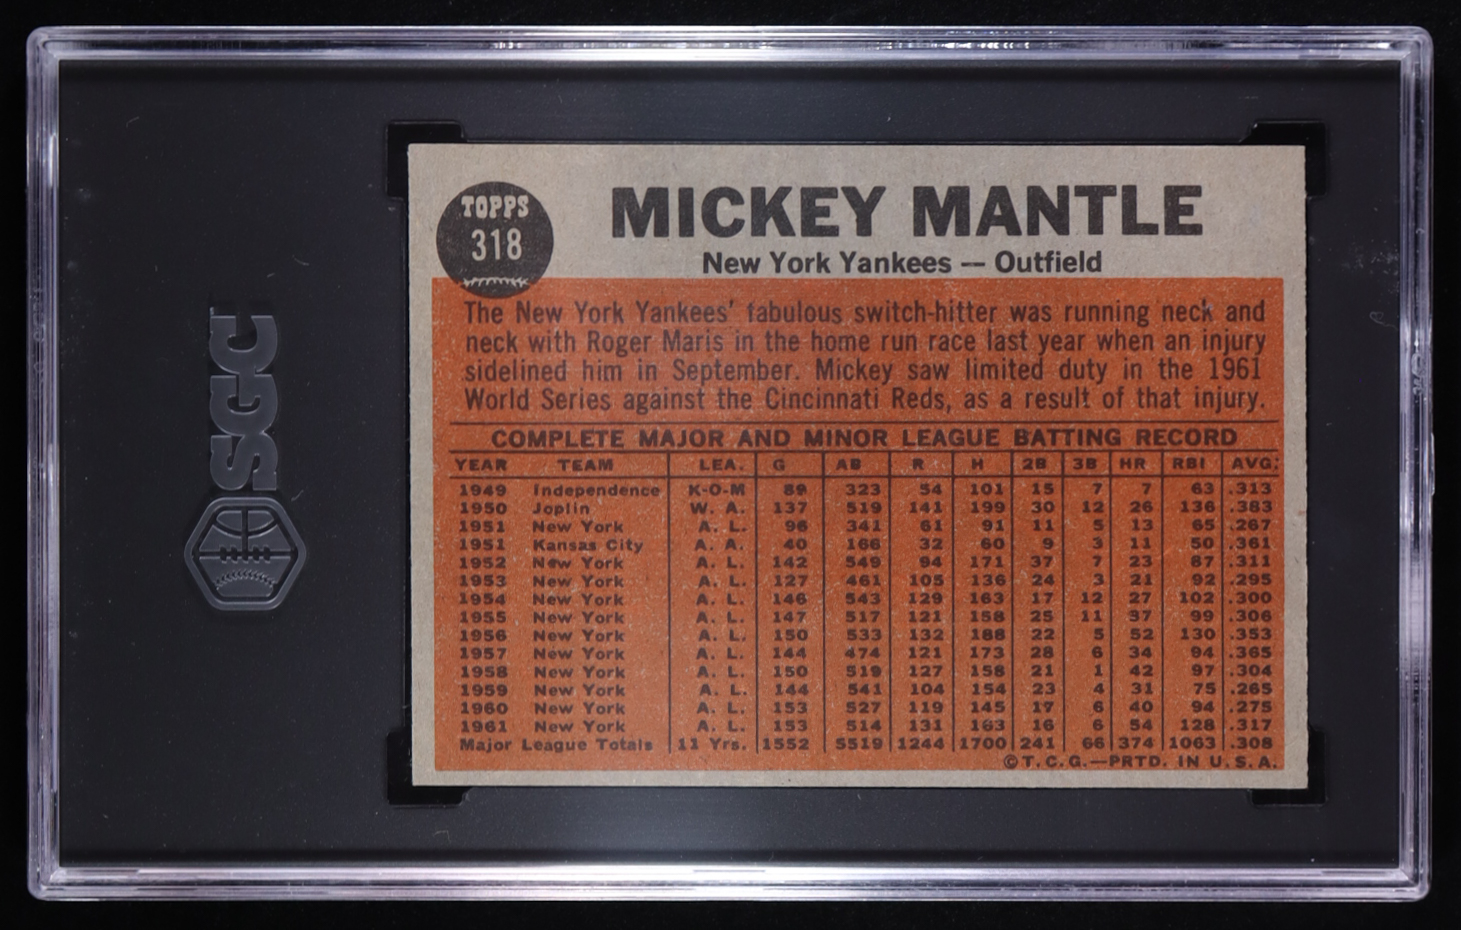 TOPPS
318
MICKEY MANTLE
New York Yankees — Outfield
The New York Yankees' fabulous switch-hitter was running neck and
neck with Roger Maris in the home run race last year when an injury
sidelined him in September. Mickey saw limited duty in the 1961
World Series against the Cincinnati Reds, as a result of that injury.
COMPLETE MAJOR AND MINOR LEAGUE BATTING RECORD
YEAR TEAM LEA. G AB R H 2B 3B HR RBI AVG.
1949 Independence K-O-M 89 323 54 101 15 7 7 63 .313
1950 Joplin W. A. 137 519 141 199 30 12 26 136 .383
1951 New York A. L. 96 341 61 91 11 5 13 65 .267
1951 Kansas City A. A. 40 166 32 60 9 3 11 50 .361
1952 New York A. L. 142 549 94 171 37 7 23 87 .311
1953 New York A. L. 127 461 105 136 24 3 21 92 .295
1954 New York A. L. 146 543 129 163 17 12 27 102 .300
1955 New York A. L. 147 517 121 158 25 11 37 99 .306
1956 New York A. L. 150 533 132 188 22 5 52 130 .353
1957 New York A. L. 144 474 121 173 28 6 34 94 .365
1958 New York A. L. 150 519 127 158 21 1 42 97 .304
1959 New York A. L. 144 541 104 154 23 4 31 75 .265
1960 New York A. L. 153 527 119 145 17 6 40 94 .275
1961 New York A. L. 153 514 131 163 16 6 54 128 .317
Major League Totals 11 Yrs. 1552 5519 1244 1700 241 66 374 1063 .308
©T.C.G.—PRTD. IN U.S.A.
SGC